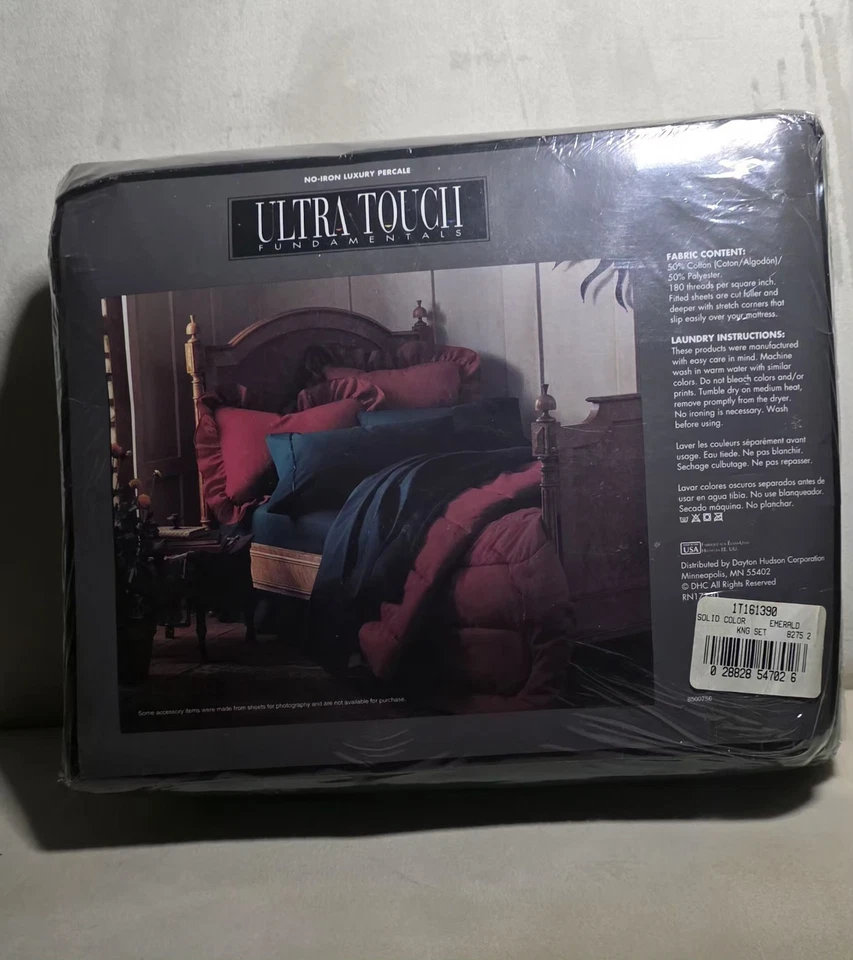 NO-IRON LUXURY PERCALE
ULTRA TOUCH
FUNDAMENTALS
FABRIC CONTENT:
50% Cotton (Coton/Algodón)/
50% Polyester.
180 threads per square inch.
Fitted sheets are cut fuller and
deeper with stretch corners that
slip easily over your mattress.
LAUNDRY INSTRUCTIONS:
These products were manufactured
with easy care in mind. Machine
wash in warm water with similar
colors. Do not bleach colors and/or
prints. Tumble dry on medium heat,
remove promptly from the dryer.
No ironing is necessary. Wash
before using.
Laver les couleurs séparément avant
usage. Eau tiede. Ne pas blanchir.
Sechage culbutage. Ne pas repasser.
Lavar colores oscuros separados antes de
usar en agua tibia. No use blanqueador.
Secado máquina. No planchar.
USA
Distributed by Dayton Hudson Corporation
Minneapolis, MN 55402
© DHC All Rights Reserved
1T161390
SOLID COLOR EMERALD
KNG SET 8275 2
0 28828 54702 6
8500756
Some accessory items were made from sheets for photography and are not available for purchase.